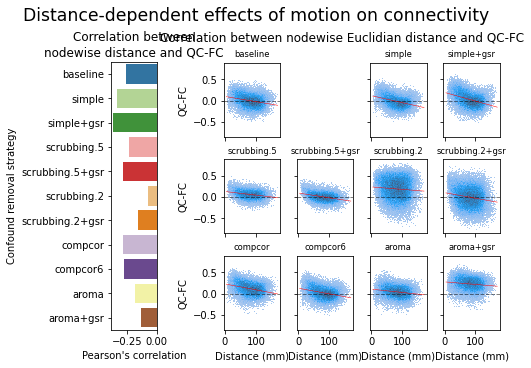 Distance-dependent effects of motion on connectivity
Correlation between
nodewise distance and QC-FC
Correlation between nodewise Euclidian distance and QC-FC
Confound removal strategy
baseline
simple
simple+gsr
scrubbing.5
scrubbing.5+gsr
scrubbing.2
scrubbing.2+gsr
compcor
compcor6
aroma
aroma+gsr
−0.25 0.00
Pearson's correlation
baseline simple simple+gsr
QC-FC
0.5
0.0
−0.5
scrubbing.5 scrubbing.5+gsr scrubbing.2 scrubbing.2+gsr
QC-FC
0.5
0.0
−0.5
compcor compcor6 aroma aroma+gsr
QC-FC
0.5
0.0
−0.5
100 100 100 100
Distance (mm) Distance (mm) Distance (mm) Distance (mm)